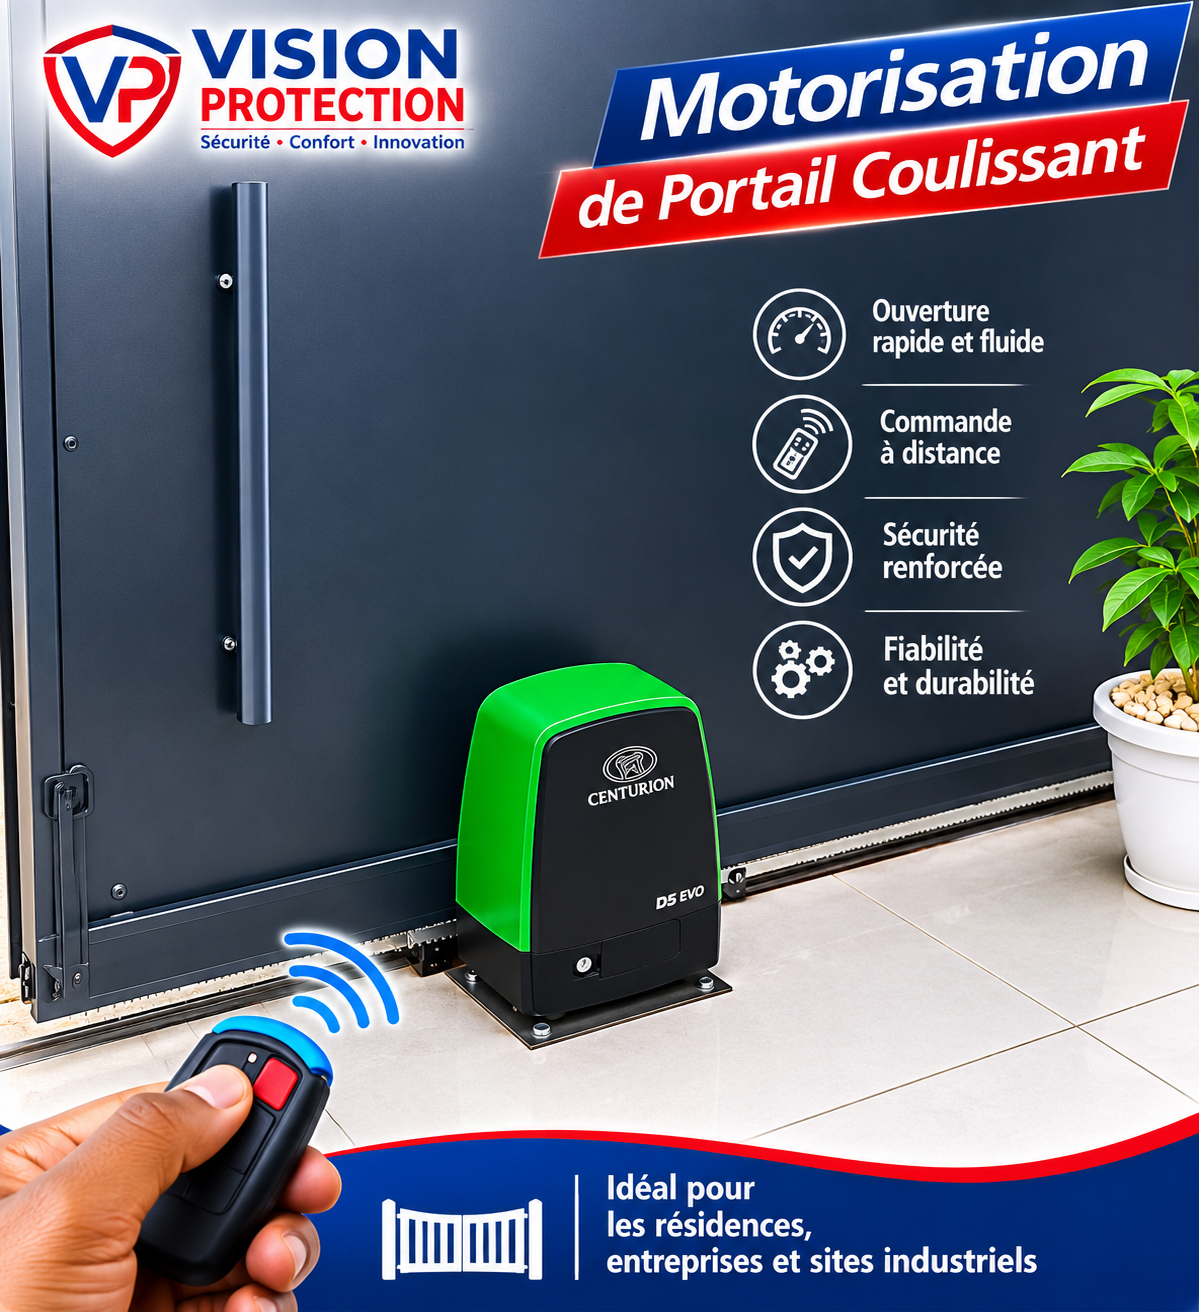 VP
VISION
PROTECTION
Sécurité • Confort • Innovation
Motorisation
de Portail Coulissant
Ouverture
rapide et fluide
Commande
à distance
Sécurité
renforcée
Fiabilité
et durabilité
CENTURION
D5 EVO
Idéal pour
les résidences,
entreprises et sites industriels